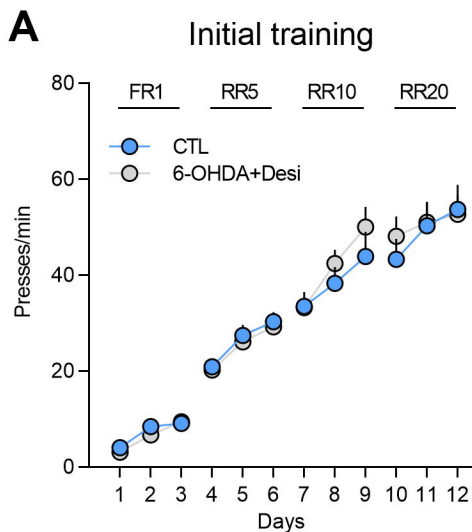 A
Initial training
FR1 RR5 RR10 RR20
CTL
6-OHDA+Desi
Presses/min
80
60
40
20
0
1 2 3 4 5 6 7 8 9 10 11 12
Days